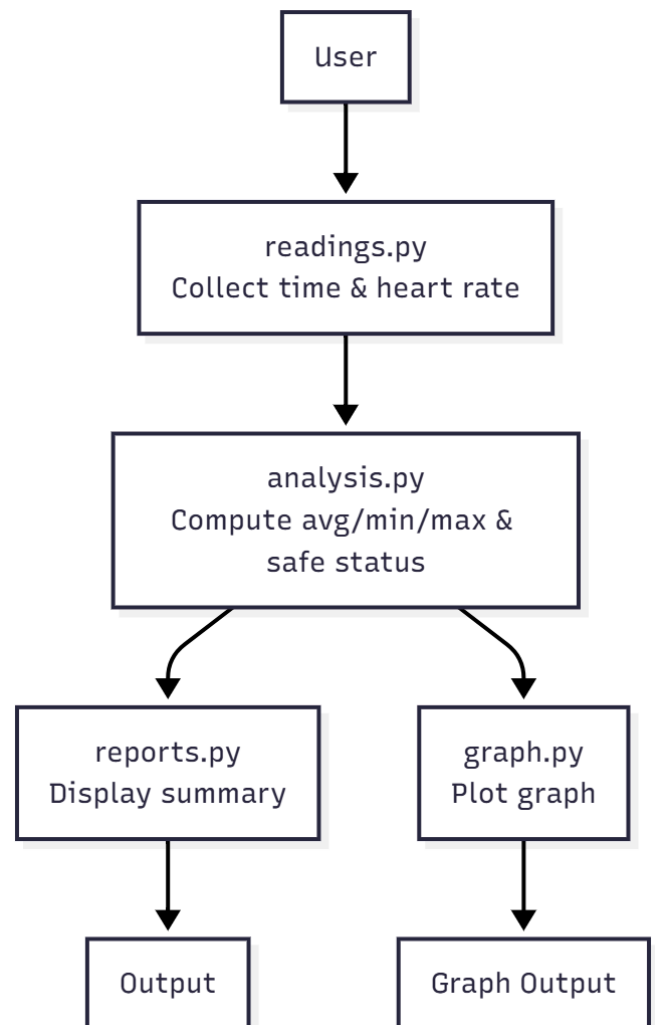 User
readings.py
Collect time & heart rate
analysis.py
Compute avg/min/max &
safe status
reports.py
Display summary
graph.py
Plot graph
Output
Graph Output